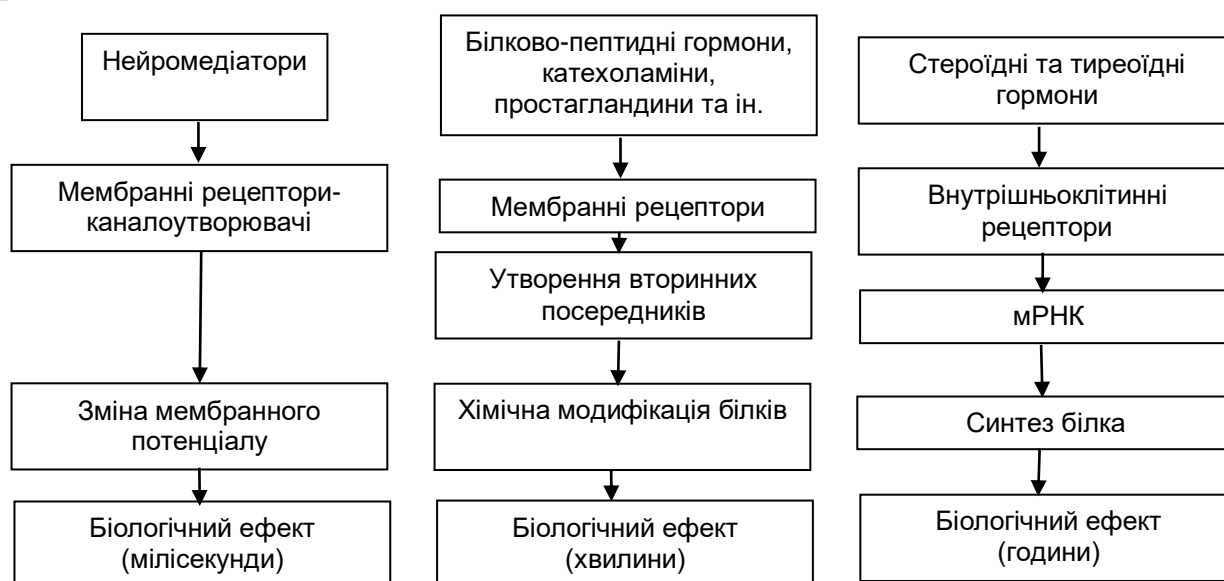 Нейромедіатори
Мембранні рецептори-
каналоутворювачі
Зміна мембранного
потенціалу
Біологічний ефект
(мілісекунди)
Білково-пептидні гормони,
катехоламіни,
простагландини та ін.
Мембранні рецептори
Утворення вторинних
посередників
Хімічна модифікація білків
Біологічний ефект
(хвилини)
Стероїдні та тиреоїдні
гормони
Внутрішньоклітинні
рецептори
мРНК
Синтез білка
Біологічний ефект
(години)